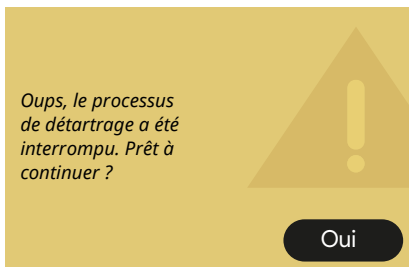 Oups, le processus
de détartrage a été
interrompu. Prêt à
continuer ?
Oui